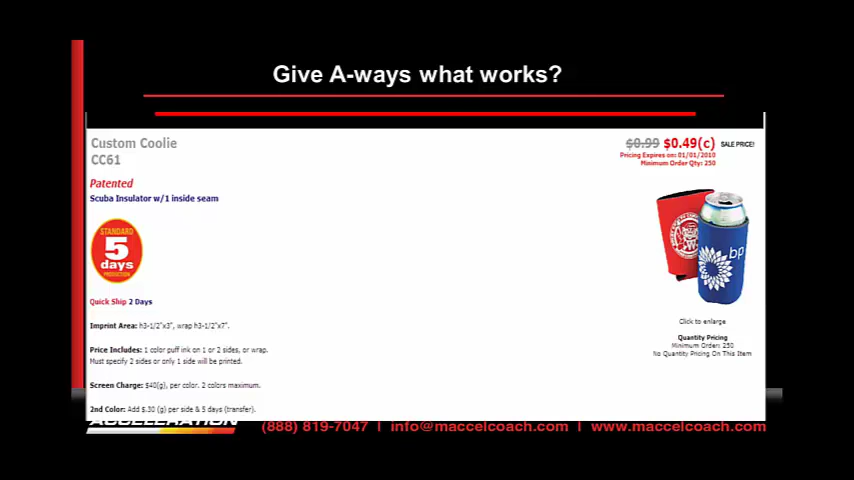 Give A-ways what works?
Custom Coolie
CC61
Patented
Scuba Insulator w/1 inside seam
STANDARD
5
days
PRODUCTION
Quick Ship 2 Days
Imprint Area: h3-1/2"x3", wrap h3-1/2"x7".
Price Includes: 1 color puff ink on 1 or 2 sides, or wrap.
Must specify 2 sides or only 1 side will be printed.
Screen Charge: $40(g), per color. 2 colors maximum.
2nd Color: Add $.30 (g) per side & 5 days (transfer).
$0.99 $0.49(c) SALE PRICE!
Pricing Expires on: 01/01/2010
Minimum Order Qty: 250
bp
Click to enlarge
Quantity Pricing
Minimum Order: 250
No Quantity Pricing On This Item
ACCELERATION
(888) 819-7047 | info@maccelcoach.com | www.maccelcoach.com